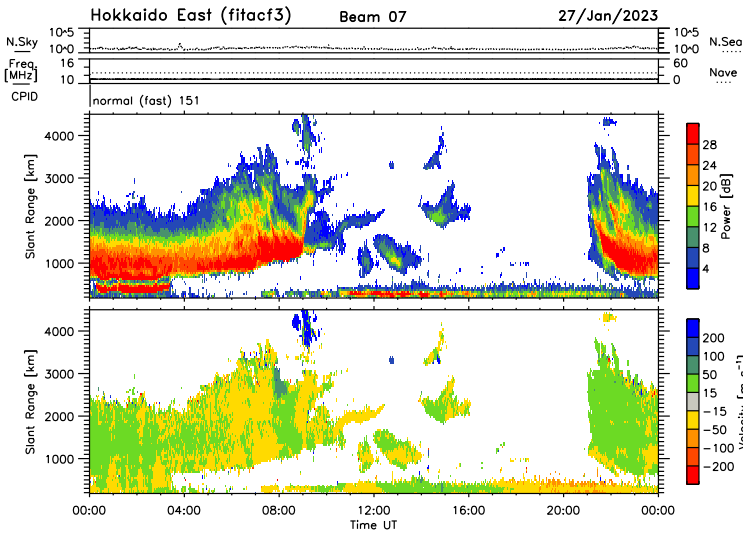 Hokkaido East (fitacf3) Beam 07 27/Jan/2023
N.Sky 10^5 10^0 10^5 10^0 N.Sea
Freq. [MHz] 16 10 60 0 Nave
CPID normal (fast) 151
Slant Range [km] 4000 3000 2000 1000
Power [dB] 28 24 20 16 12 8 4
Slant Range [km] 4000 3000 2000 1000
Velocity [m s^-1] 200 100 50 15 -15 -50 -100 -200
00:00 04:00 08:00 12:00 16:00 20:00 00:00
Time UT